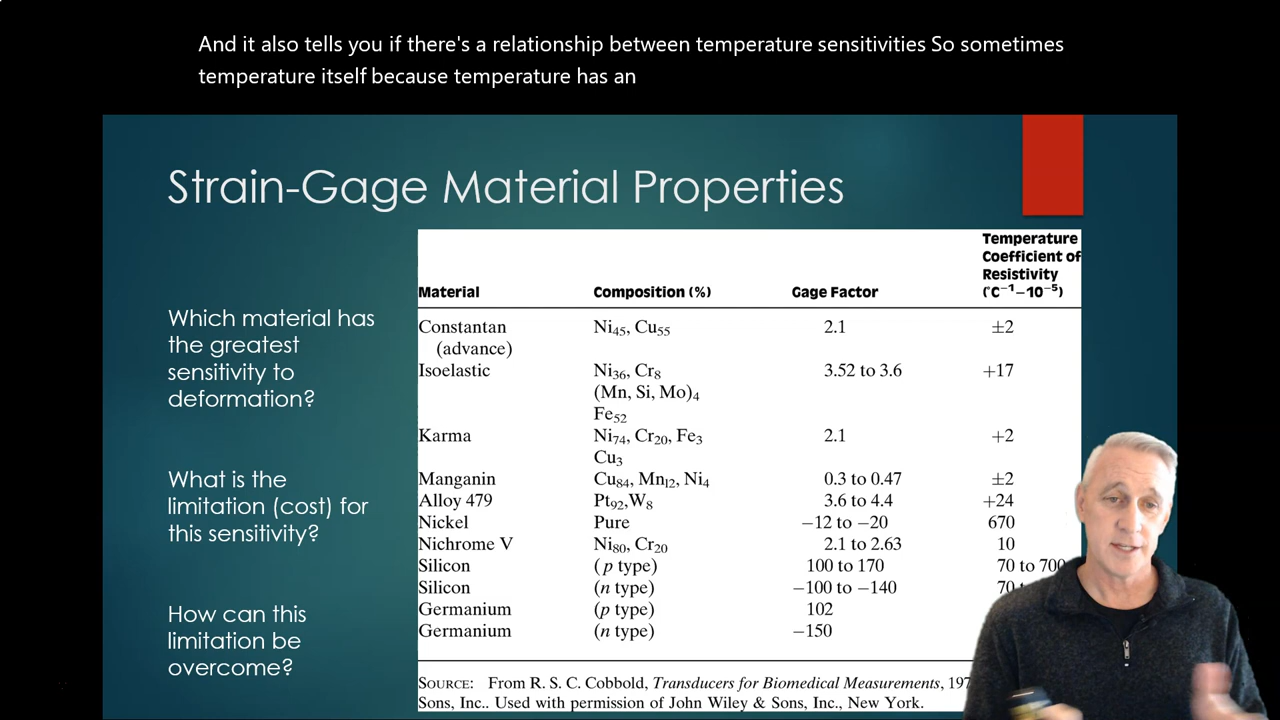 And it also tells you if there's a relationship between temperature sensitivities So sometimes
temperature itself because temperature has an
Strain-Gage Material Properties
Which material has
the greatest
sensitivity to
deformation?
What is the
limitation (cost) for
this sensitivity?
How can this
limitation be
overcome?
Temperature
Coefficient of
Resistivity
Material Composition (%) Gage Factor (°C⁻¹–10⁻⁵)
Constantan Ni₄₅, Cu₅₅ 2.1 ±2
(advance)
Isoelastic Ni₃₆, Cr₈ 3.52 to 3.6 +17
(Mn, Si, Mo)₄
Fe₅₂
Karma Ni₇₄, Cr₂₀, Fe₃ 2.1 +2
Cu₃
Manganin Cu₈₄, Mn₁₂, Ni₄ 0.3 to 0.47 ±2
Alloy 479 Pt₉₂,W₈ 3.6 to 4.4 +24
Nickel Pure −12 to −20 670
Nichrome V Ni₈₀, Cr₂₀ 2.1 to 2.63 10
Silicon (p type) 100 to 170 70 to 700
Silicon (n type) −100 to −140 70
Germanium (p type) 102
Germanium (n type) −150
SOURCE: From R. S. C. Cobbold, Transducers for Biomedical Measurements, 197
Sons, Inc.. Used with permission of John Wiley & Sons, Inc., New York.